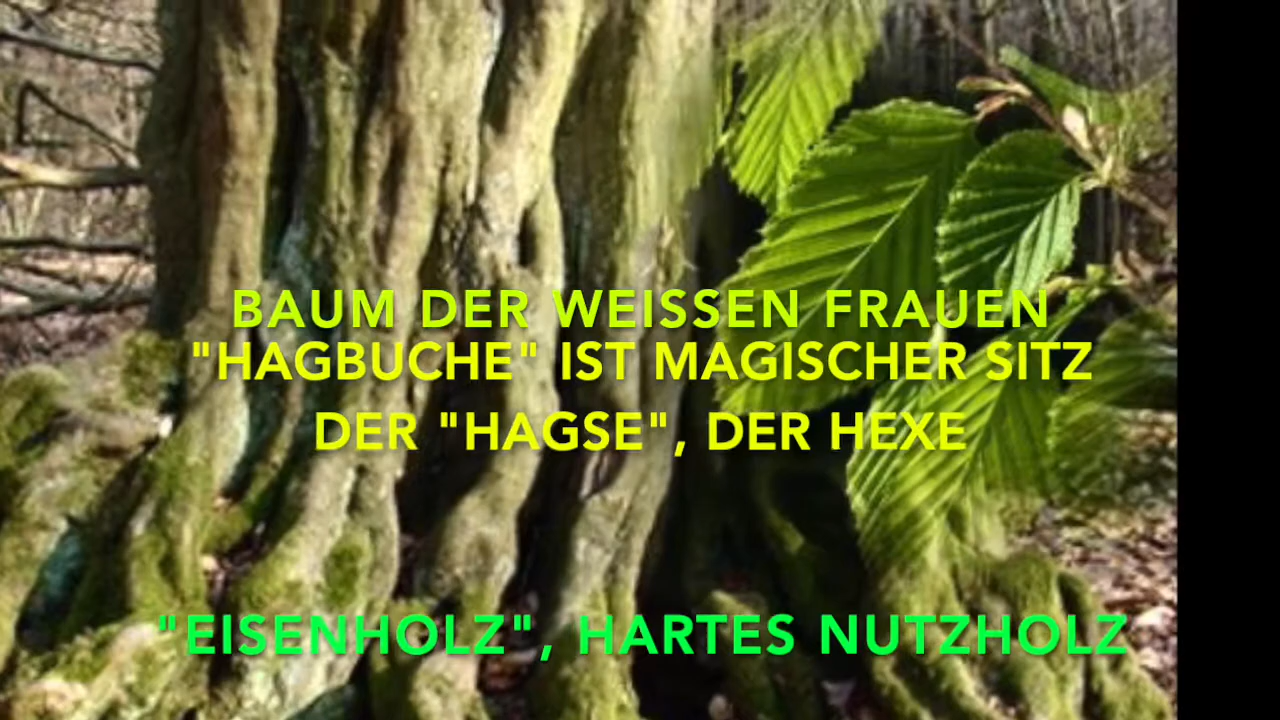 BAUM DER WEISSEN FRAUEN
"HAGBUCHE" IST MAGISCHER SITZ
DER "HAGSE", DER HEXE
"EISENHOLZ", HARTES NUTZHOLZ